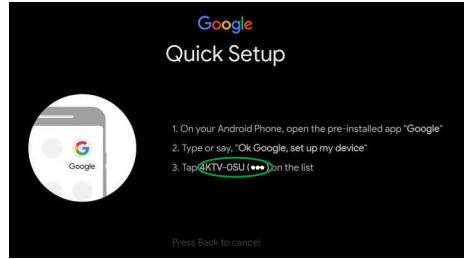 Google
Quick Setup
1. On your Android Phone, open the pre-installed app "Google"
2. Type or say, "Ok Google, set up my device"
3. Tap 4KTV-0SU (•••) on the list
Google
Press Back to cancel